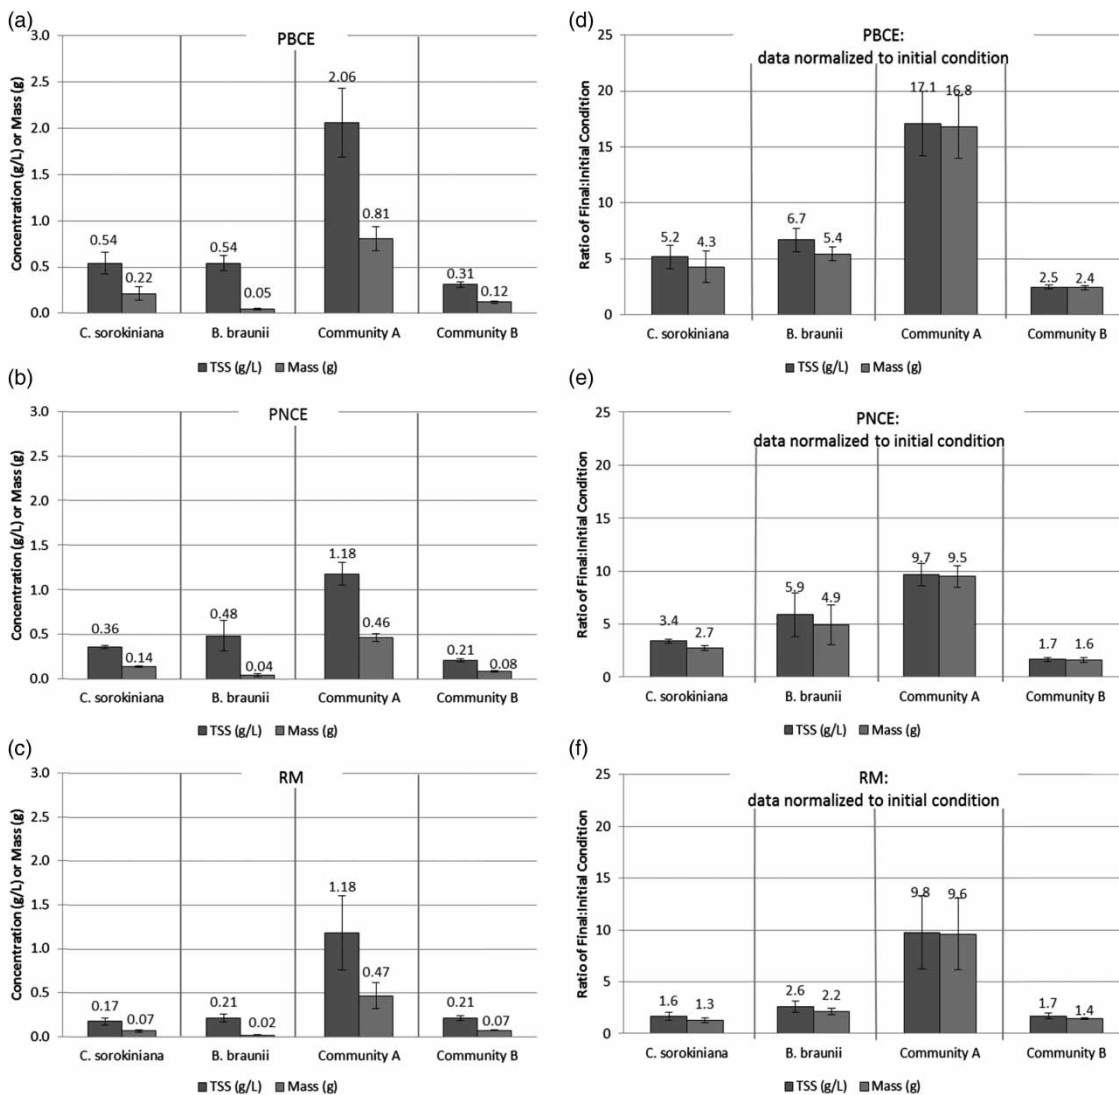 (a)
PBCE
Concentration (g/L) or Mass (g)
3.0
2.5
2.0
1.5
1.0
0.5
0.0
0.54
0.22
0.54
0.05
2.06
0.81
0.31
0.12
C. sorokiniana B. braunii Community A Community B
TSS (g/L) Mass (g)
(d)
PBCE:
data normalized to initial condition
Ratio of Final:Initial Condition
25
20
15
10
5
0
5.2
4.3
6.7
5.4
17.1
16.8
2.5
2.4
C. sorokiniana B. braunii Community A Community B
TSS (g/L) Mass (g)
(b)
PNCE
Concentration (g/L) or Mass (g)
3.0
2.5
2.0
1.5
1.0
0.5
0.0
0.36
0.14
0.48
0.04
1.18
0.46
0.21
0.08
C. sorokiniana B. braunii Community A Community B
TSS (g/L) Mass (g)
(e)
PNCE:
data normalized to initial condition
Ratio of Final:Initial Condition
25
20
15
10
5
0
3.4
2.7
5.9
4.9
9.7
9.5
1.7
1.6
C. sorokiniana B. braunii Community A Community B
TSS (g/L) Mass (g)
(c)
RM
Concentration (g/L) or Mass (g)
3.0
2.5
2.0
1.5
1.0
0.5
0.0
0.17
0.07
0.21
0.02
1.18
0.47
0.21
0.07
C. sorokiniana B. braunii Community A Community B
TSS (g/L) Mass (g)
(f)
RM:
data normalized to initial condition
Ratio of Final:Initial Condition
25
20
15
10
5
0
1.6
1.3
2.6
2.2
9.8
9.6
1.7
1.4
C. sorokiniana B. braunii Community A Community B
TSS (g/L) Mass (g)